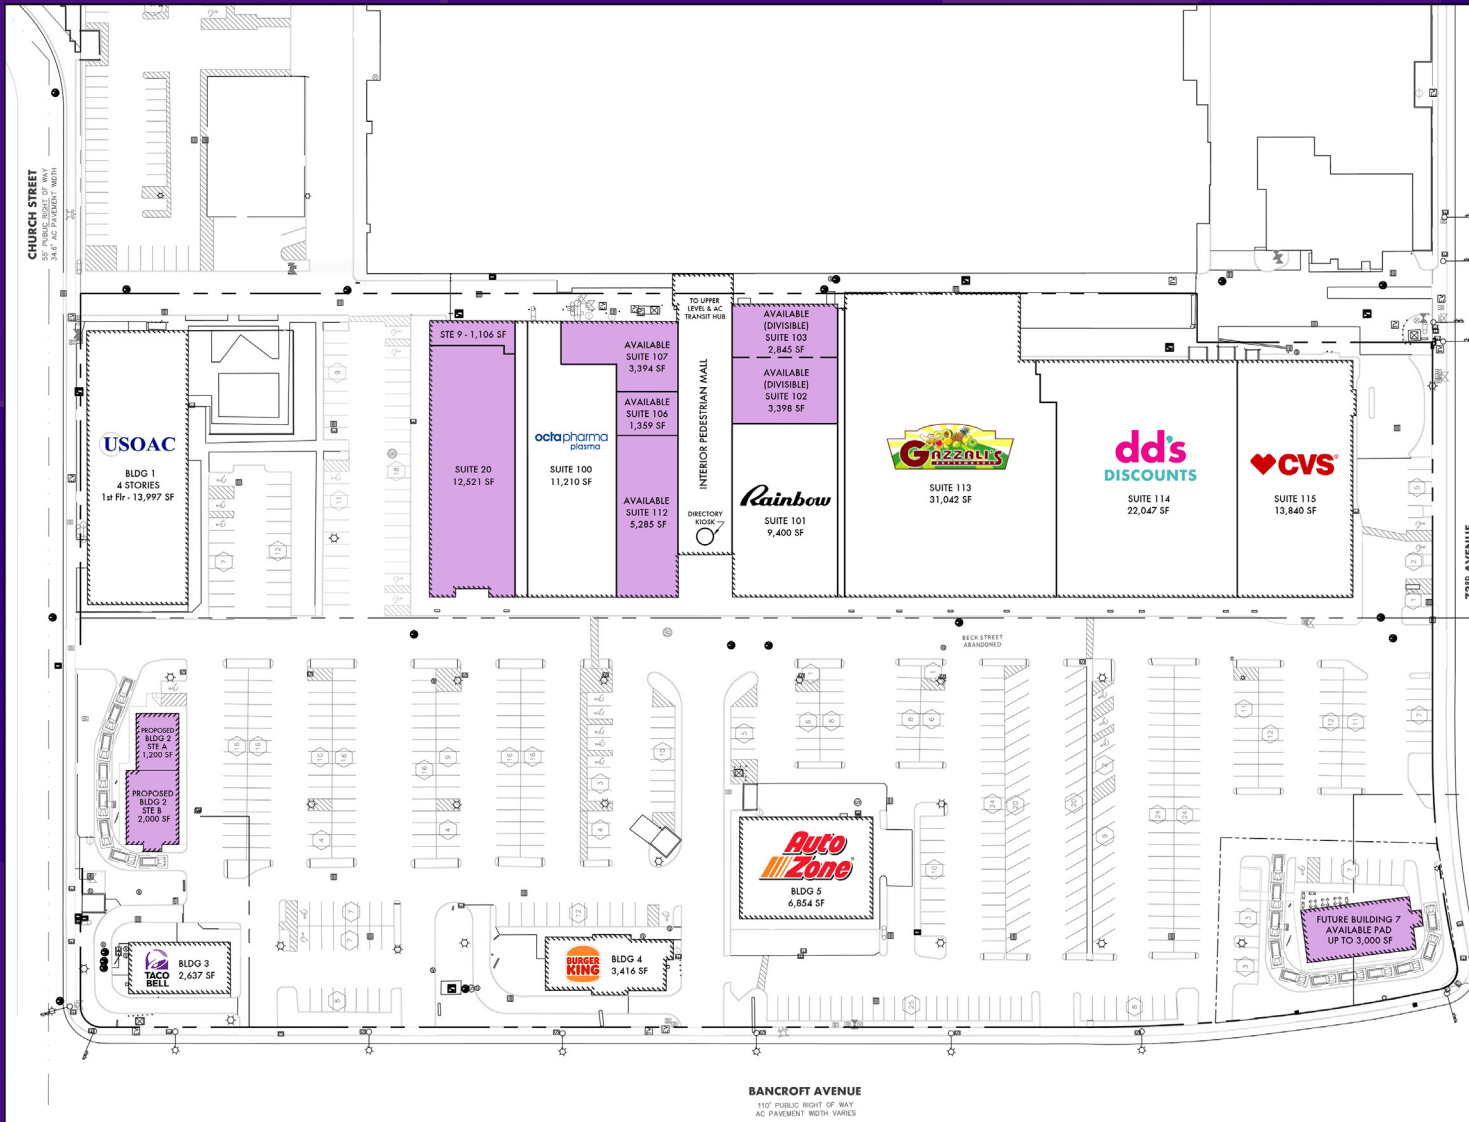 CHURCH STREET
55' PUBLIC RIGHT OF WAY
34.6' AC PAVEMENT WIDTH
USOAC
BLDG 1
4 STORIES
1st Flr - 13,997 SF
STE 9 - 1,106 SF
SUITE 20
12,521 SF
octapharma
plasma
SUITE 100
11,210 SF
AVAILABLE
SUITE 107
3,394 SF
AVAILABLE
SUITE 106
1,359 SF
AVAILABLE
SUITE 112
5,285 SF
TO UPPER
LEVEL & AC
TRANSIT HUB
INTERIOR PEDESTRIAN MALL
DIRECTORY
KIOSK
AVAILABLE
(DIVISIBLE)
SUITE 103
2,845 SF
AVAILABLE
(DIVISIBLE)
SUITE 102
3,398 SF
Rainbow
SUITE 101
9,400 SF
GAZZALI'S
SUITE 113
31,042 SF
dd's
DISCOUNTS
SUITE 114
22,047 SF
CVS
SUITE 115
13,840 SF
73RD AVENUE
BECK STREET
ABANDONED
PROPOSED
BLDG 2
STE A
1,200 SF
PROPOSED
BLDG 2
STE B
2,000 SF
TACO
BELL
BLDG 3
2,637 SF
BURGER
KING
BLDG 4
3,416 SF
Auto
Zone
BLDG 5
6,854 SF
FUTURE BUILDING 7
AVAILABLE PAD
UP TO 3,000 SF
BANCROFT AVENUE
110' PUBLIC RIGHT OF WAY
AC PAVEMENT WIDTH VARIES